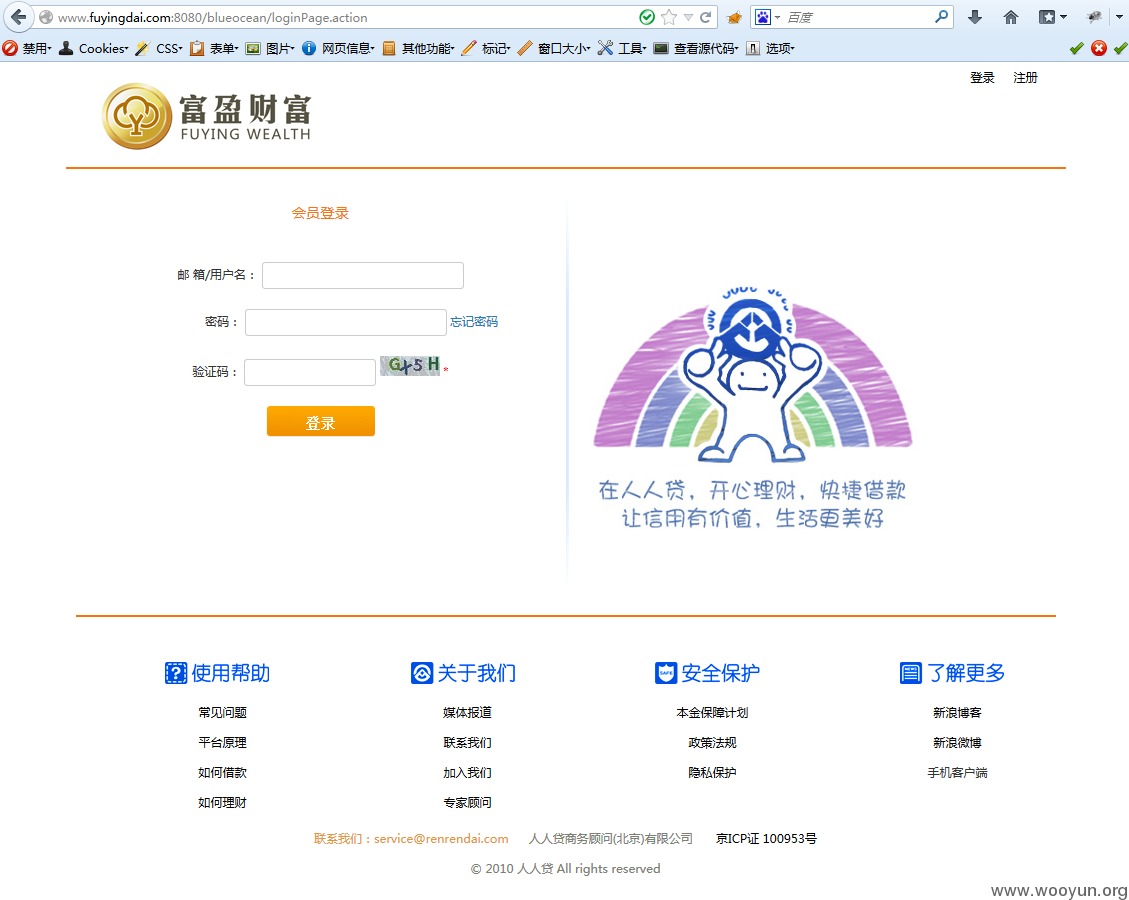 www.fuyingdai.com:8080/blueocean/loginPage.action
百度
禁用 Cookies CSS 表单 图片 网页信息 其他功能 标记 窗口大小 工具 查看源代码 选项
登录 注册
富盈财富
FUYING WEALTH
会员登录
邮 箱/用户名：
密码： 忘记密码
验证码： G+5H *
登录
在人人贷，开心理财，快捷借款
让信用有价值，生活更美好
使用帮助 关于我们 安全保护 了解更多
常见问题 媒体报道 本金保障计划 新浪博客
平台原理 联系我们 政策法规 新浪微博
如何借款 加入我们 隐私保护 手机客户端
如何理财 专家顾问
联系我们：service@renrendai.com 人人贷商务顾问(北京)有限公司 京ICP证 100953号
© 2010 人人贷 All rights reserved
www.wooyun.org